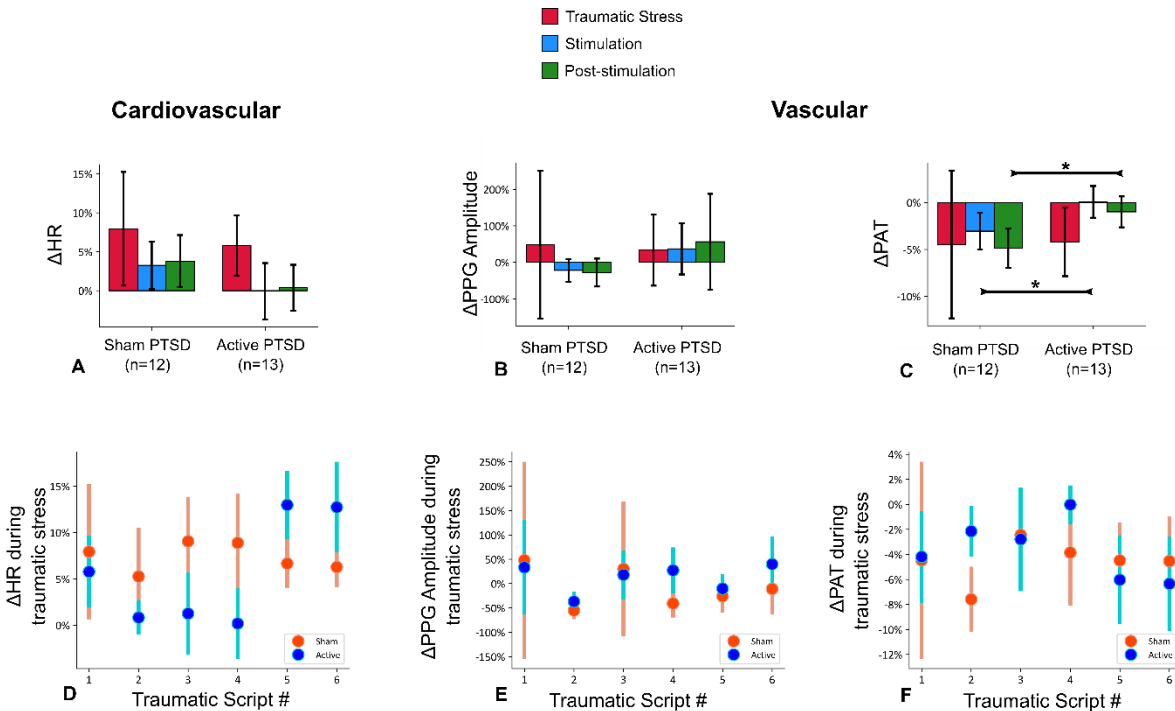 Traumatic Stress
Stimulation
Post-stimulation
Cardiovascular
Vascular
ΔHR
15%
10%
5%
0%
Sham PTSD
(n=12)
Active PTSD
(n=13)
A
ΔPPG Amplitude
200%
100%
0%
-100%
Sham PTSD
(n=12)
Active PTSD
(n=13)
B
ΔPAT
0%
-5%
-10%
*
*
Sham PTSD
(n=12)
Active PTSD
(n=13)
C
ΔHR during
traumatic stress
15%
10%
5%
0%
Sham
Active
1 2 3 4 5 6
D
Traumatic Script #
ΔPPG Amplitude during
traumatic stress
250%
200%
150%
100%
50%
0%
-50%
-100%
-150%
Sham
Active
1 2 3 4 5 6
E
Traumatic Script #
ΔPAT during
traumatic stress
4%
2%
0%
-2%
-4%
-6%
-8%
-10%
-12%
Sham
Active
1 2 3 4 5 6
F
Traumatic Script #